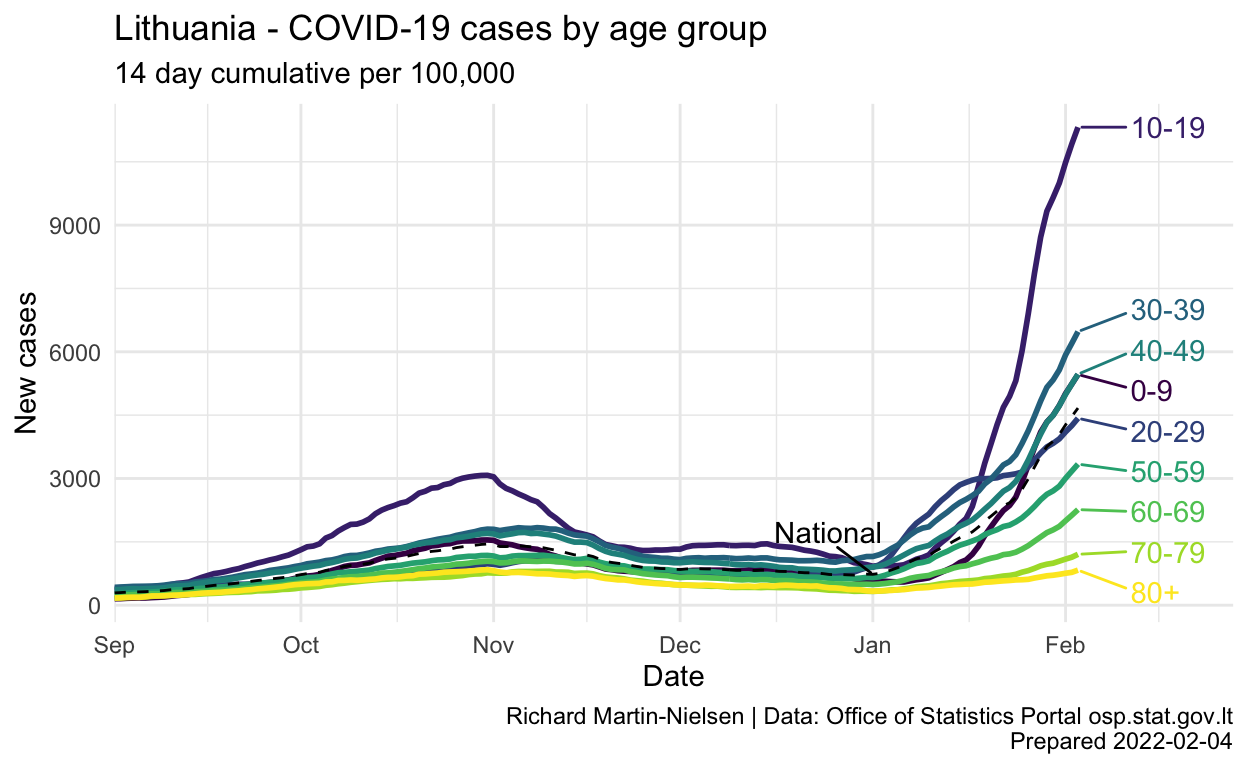 Lithuania - COVID-19 cases by age group
14 day cumulative per 100,000
10-19
9000
30-39
6000
40-49
0-9
New cases
20-29
50-59
3000
60-69
National
70-79
80+
0
Sep Oct Nov Dec Jan Feb
Date
Richard Martin-Nielsen | Data: Office of Statistics Portal osp.stat.gov.lt
Prepared 2022-02-04